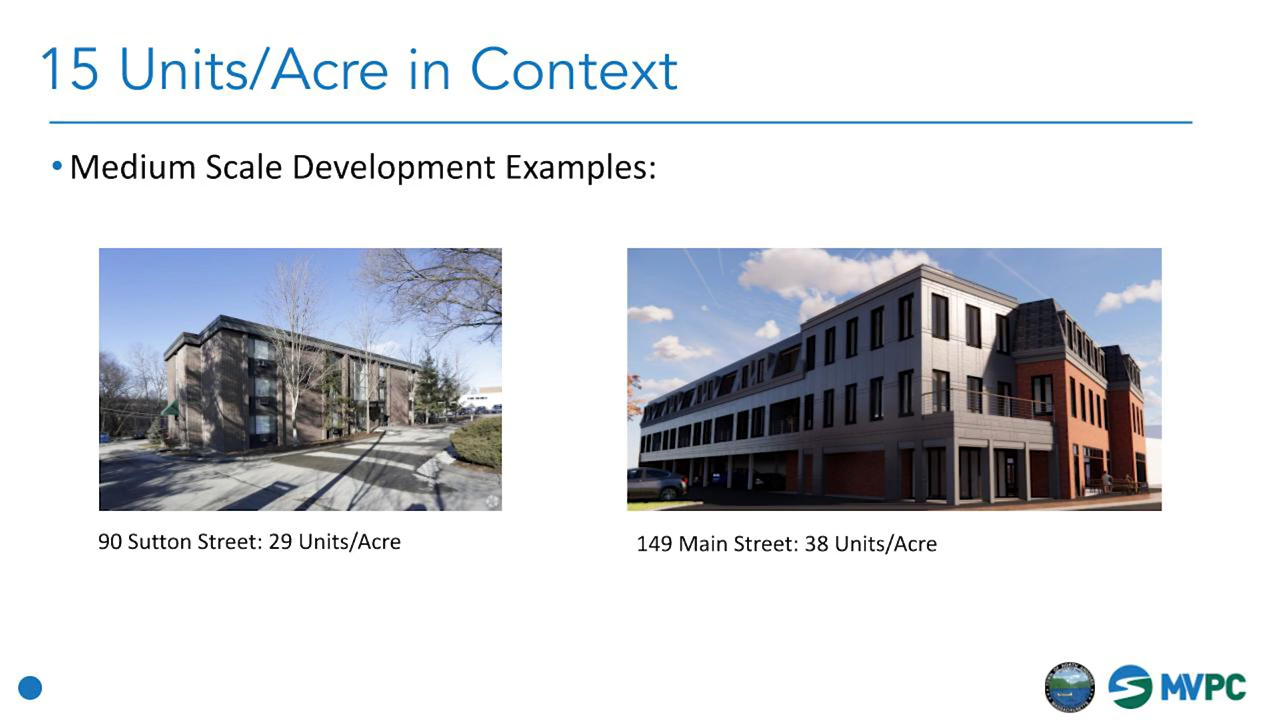 15 Units/Acre in Context
• Medium Scale Development Examples:
90 Sutton Street: 29 Units/Acre
149 Main Street: 38 Units/Acre
MVPC